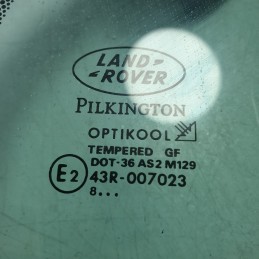 LAND
ROVER
PILKINGTON
OPTIKOOL
TEMPERED GF
DOT-36 AS2 M129
E2 43R-007023
8...